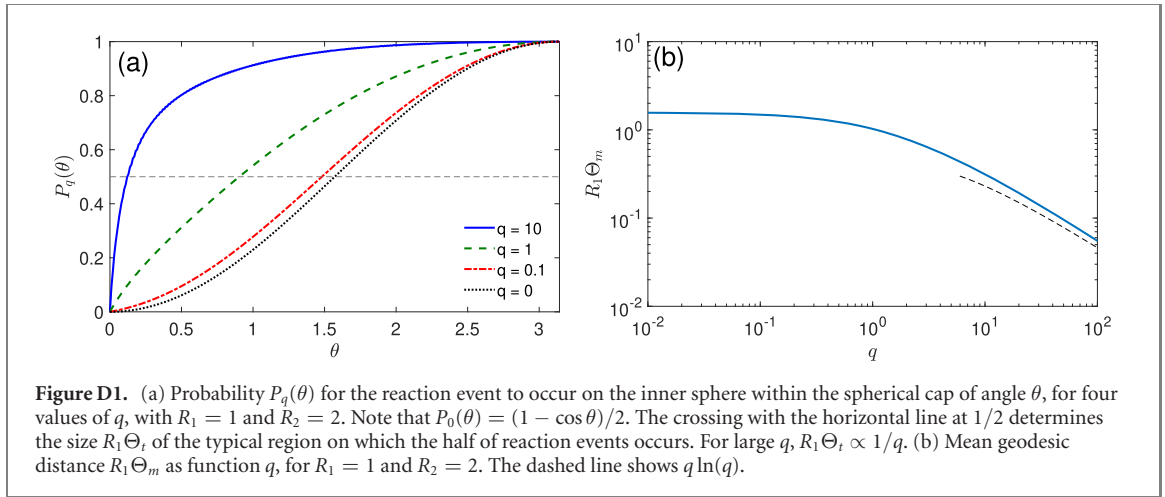 (a)
1
0.8
0.6
0.4
0.2
0
P_q(θ)
0 0.5 1 1.5 2 2.5 3
θ
q = 10
q = 1
q = 0.1
q = 0
(b)
10^1
10^0
10^-1
10^-2
R_1Θ_m
10^-2 10^-1 10^0 10^1 10^2
q
Figure D1. (a) Probability P_q(θ) for the reaction event to occur on the inner sphere within the spherical cap of angle θ, for four
values of q, with R_1 = 1 and R_2 = 2. Note that P_0(θ) = (1 − cos θ)/2. The crossing with the horizontal line at 1/2 determines
the size R_1Θ_t of the typical region on which the half of reaction events occurs. For large q, R_1Θ_t ∝ 1/q. (b) Mean geodesic
distance R_1Θ_m as function q, for R_1 = 1 and R_2 = 2. The dashed line shows q ln(q).